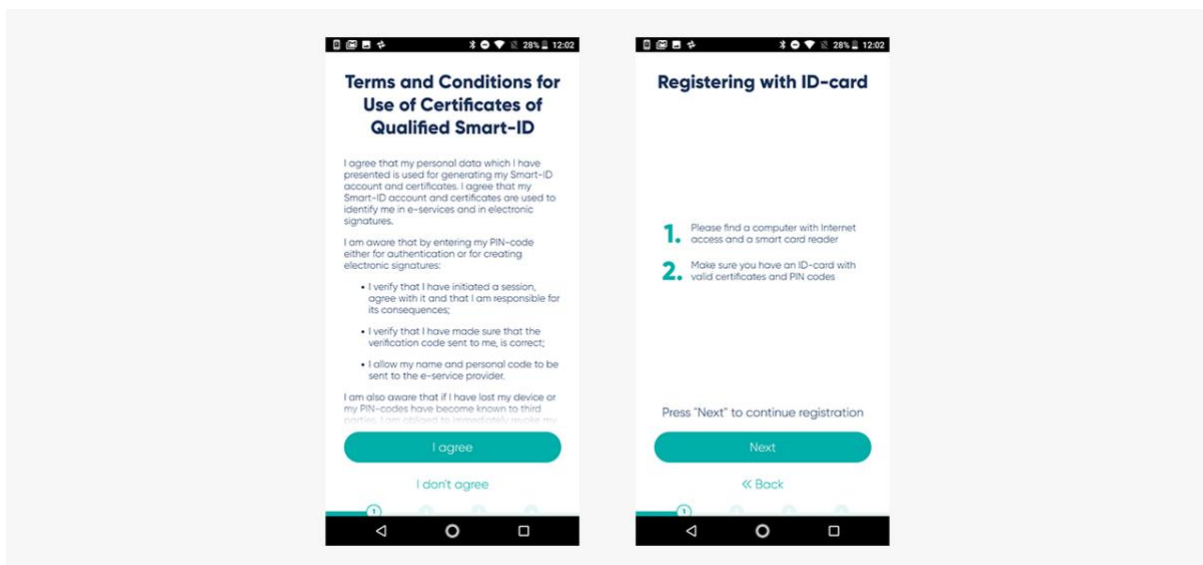 28% 12:02
Terms and Conditions for
Use of Certificates of
Qualified Smart-ID
I agree that my personal data which I have
presented is used for generating my Smart-ID
account and certificates. I agree that my
Smart-ID account and certificates are used to
identify me in e-services and in electronic
signatures.
I am aware that by entering my PIN-code
either for authentication or for creating
electronic signatures:
• I verify that I have initiated a session,
agree with it and that I am responsible for
its consequences;
• I verify that I have made sure that the
verification code sent to me, is correct;
• I allow my name and personal code to be
sent to the e-service provider.
I am also aware that if I have lost my device or
my PIN-codes have become known to third
parties, I am obliged to immediately revoke my
I agree
I don't agree
1
28% 12:02
Registering with ID-card
1. Please find a computer with Internet
access and a smart card reader
2. Make sure you have an ID-card with
valid certificates and PIN codes
Press "Next" to continue registration
Next
« Back
1